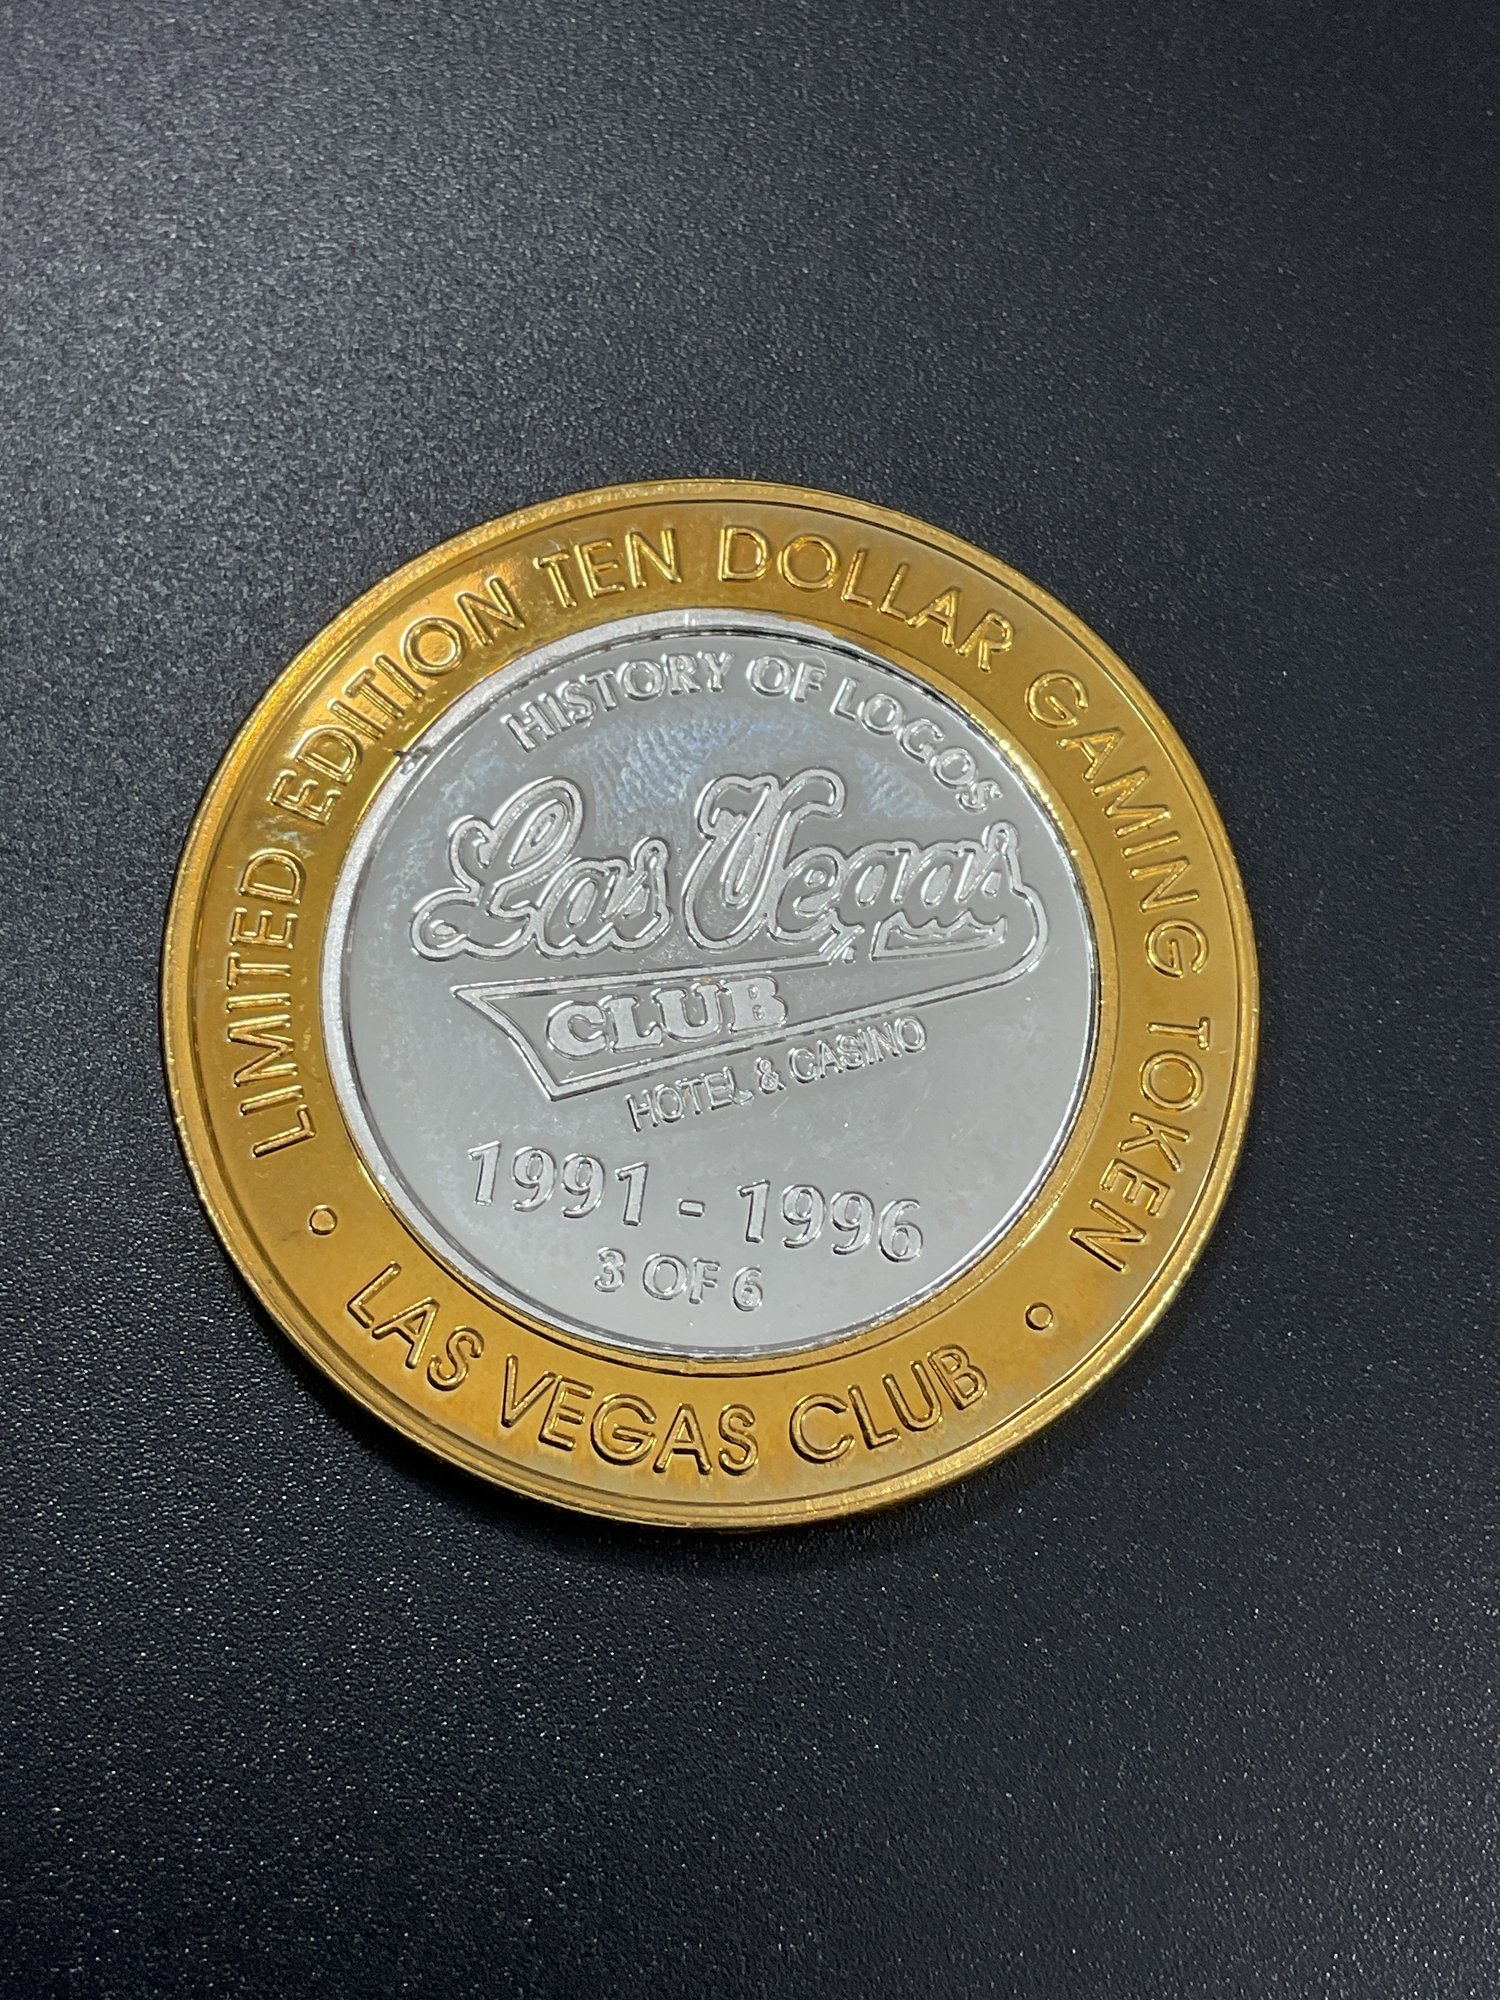 LIMITED EDITION TEN DOLLAR GAMING TOKEN
HISTORY OF LOGOS
Las Vegas
CLUB
HOTEL & CASINO
1991 - 1996
3 OF 6
• LAS VEGAS CLUB •